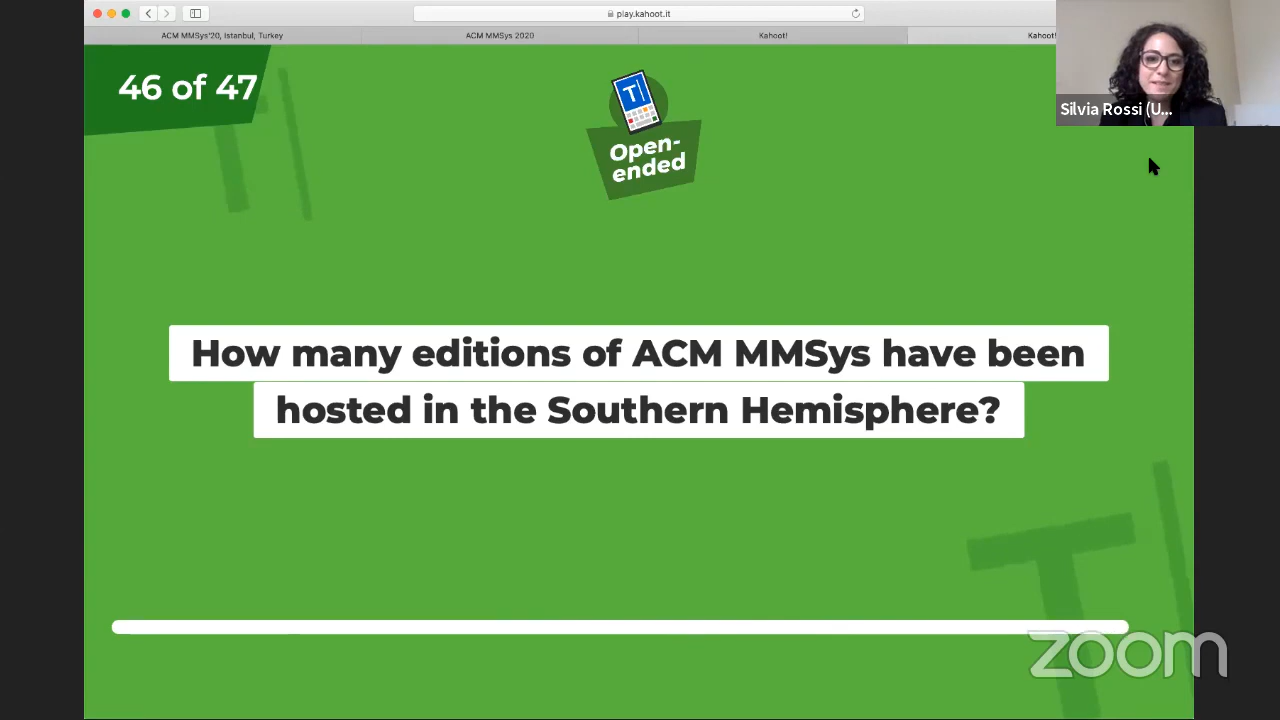 play.kahoot.it
ACM MMSys'20, Istanbul, Turkey
ACM MMSys 2020
Kahoot!
Kahoot!
Silvia Rossi (U...
46 of 47
T
Open-
ended
How many editions of ACM MMSys have been
hosted in the Southern Hemisphere?
zoom